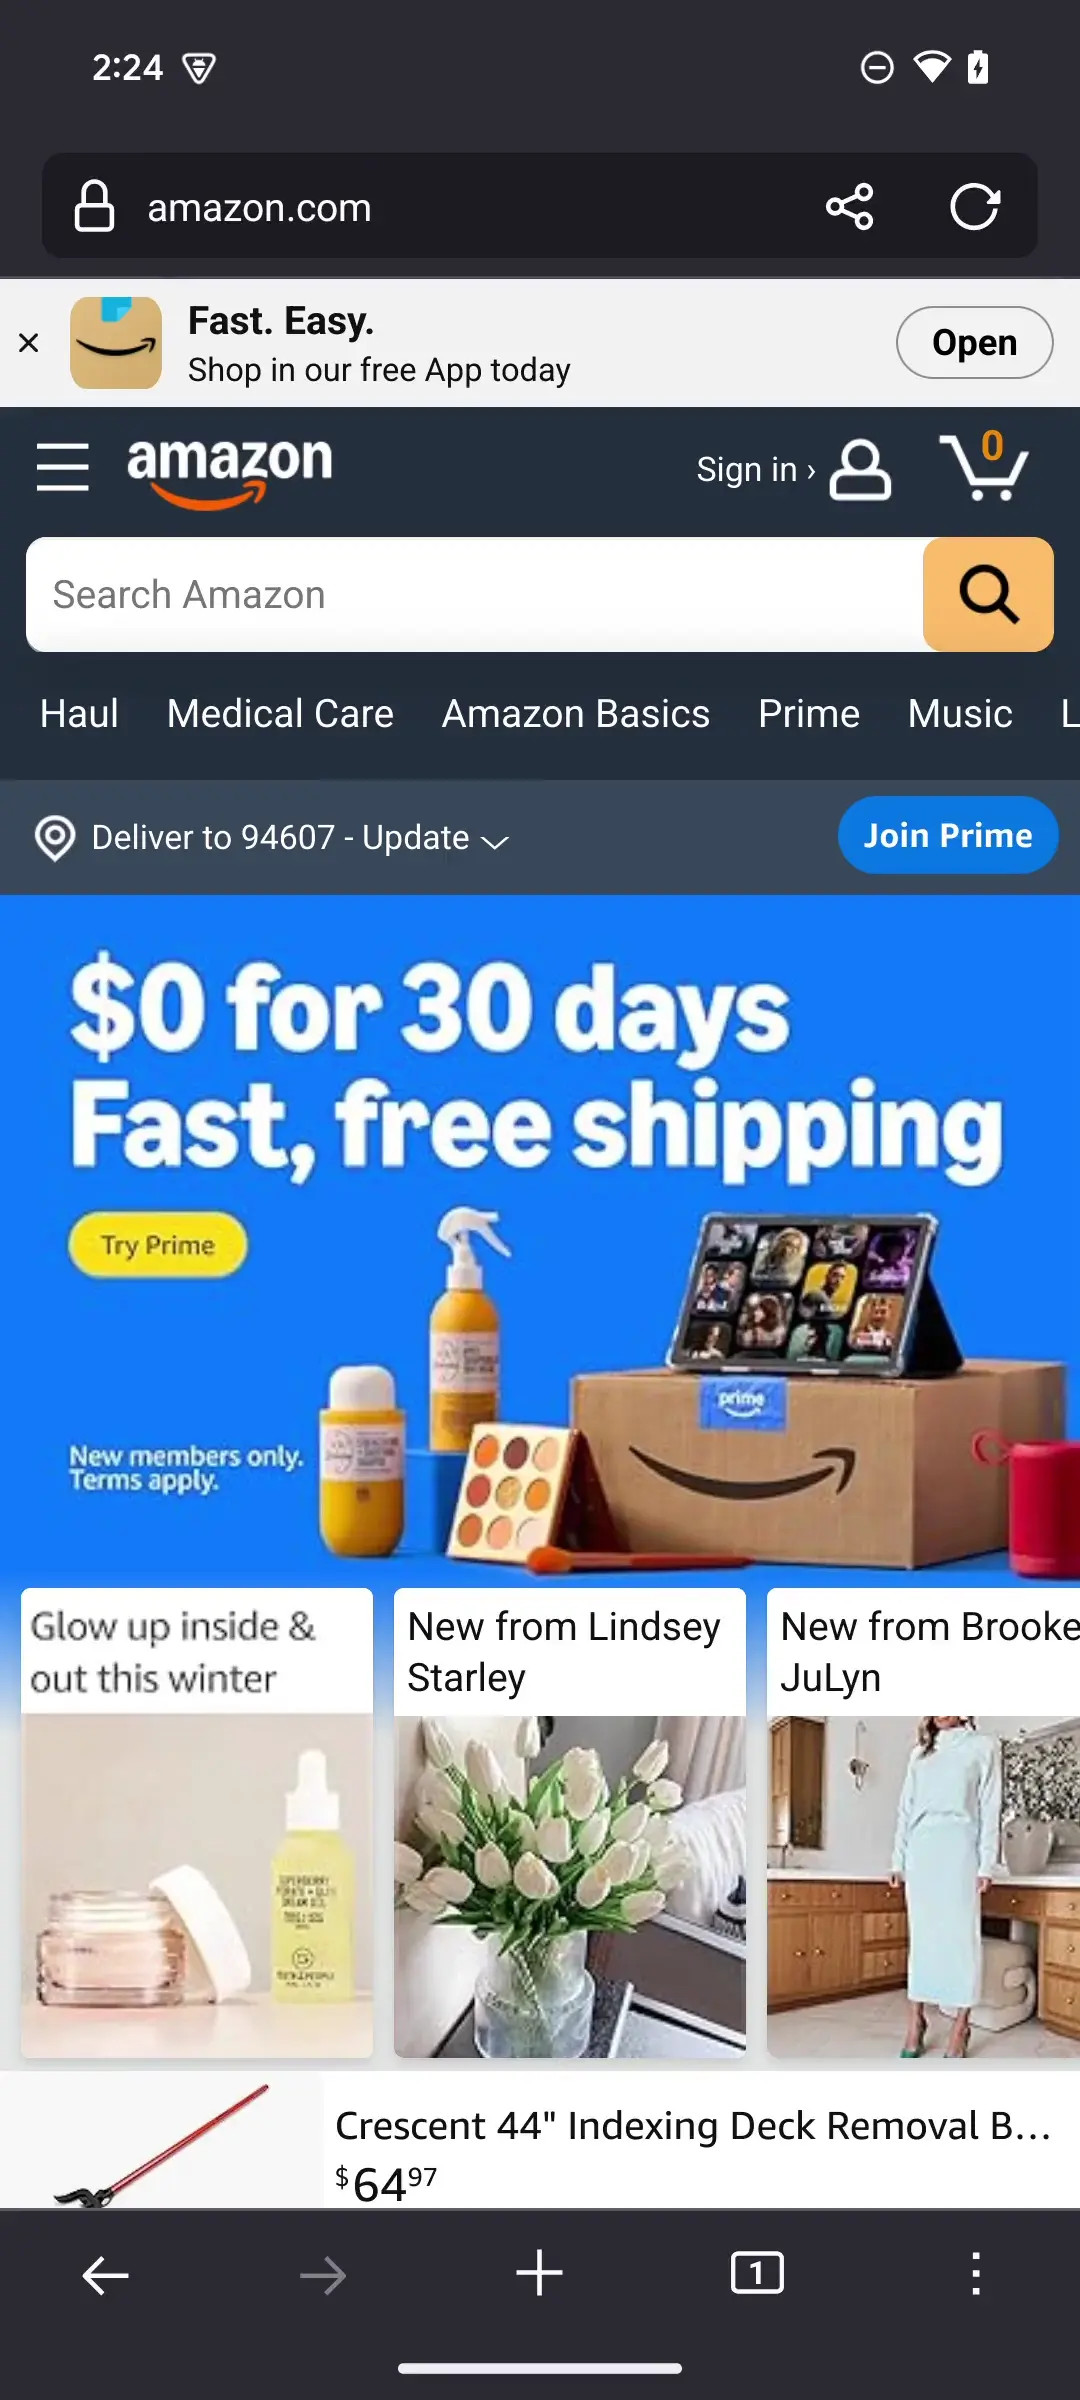 2:24
amazon.com
Fast. Easy.
Shop in our free App today
Open
amazon
Sign in ›
0
Search Amazon
Haul Medical Care Amazon Basics Prime Music L
Deliver to 94607 - Update
Join Prime
$0 for 30 days
Fast, free shipping
Try Prime
prime
New members only.
Terms apply.
Glow up inside &
out this winter
New from Lindsey
Starley
New from Brooke
JuLyn
Crescent 44" Indexing Deck Removal B...
$6497
1